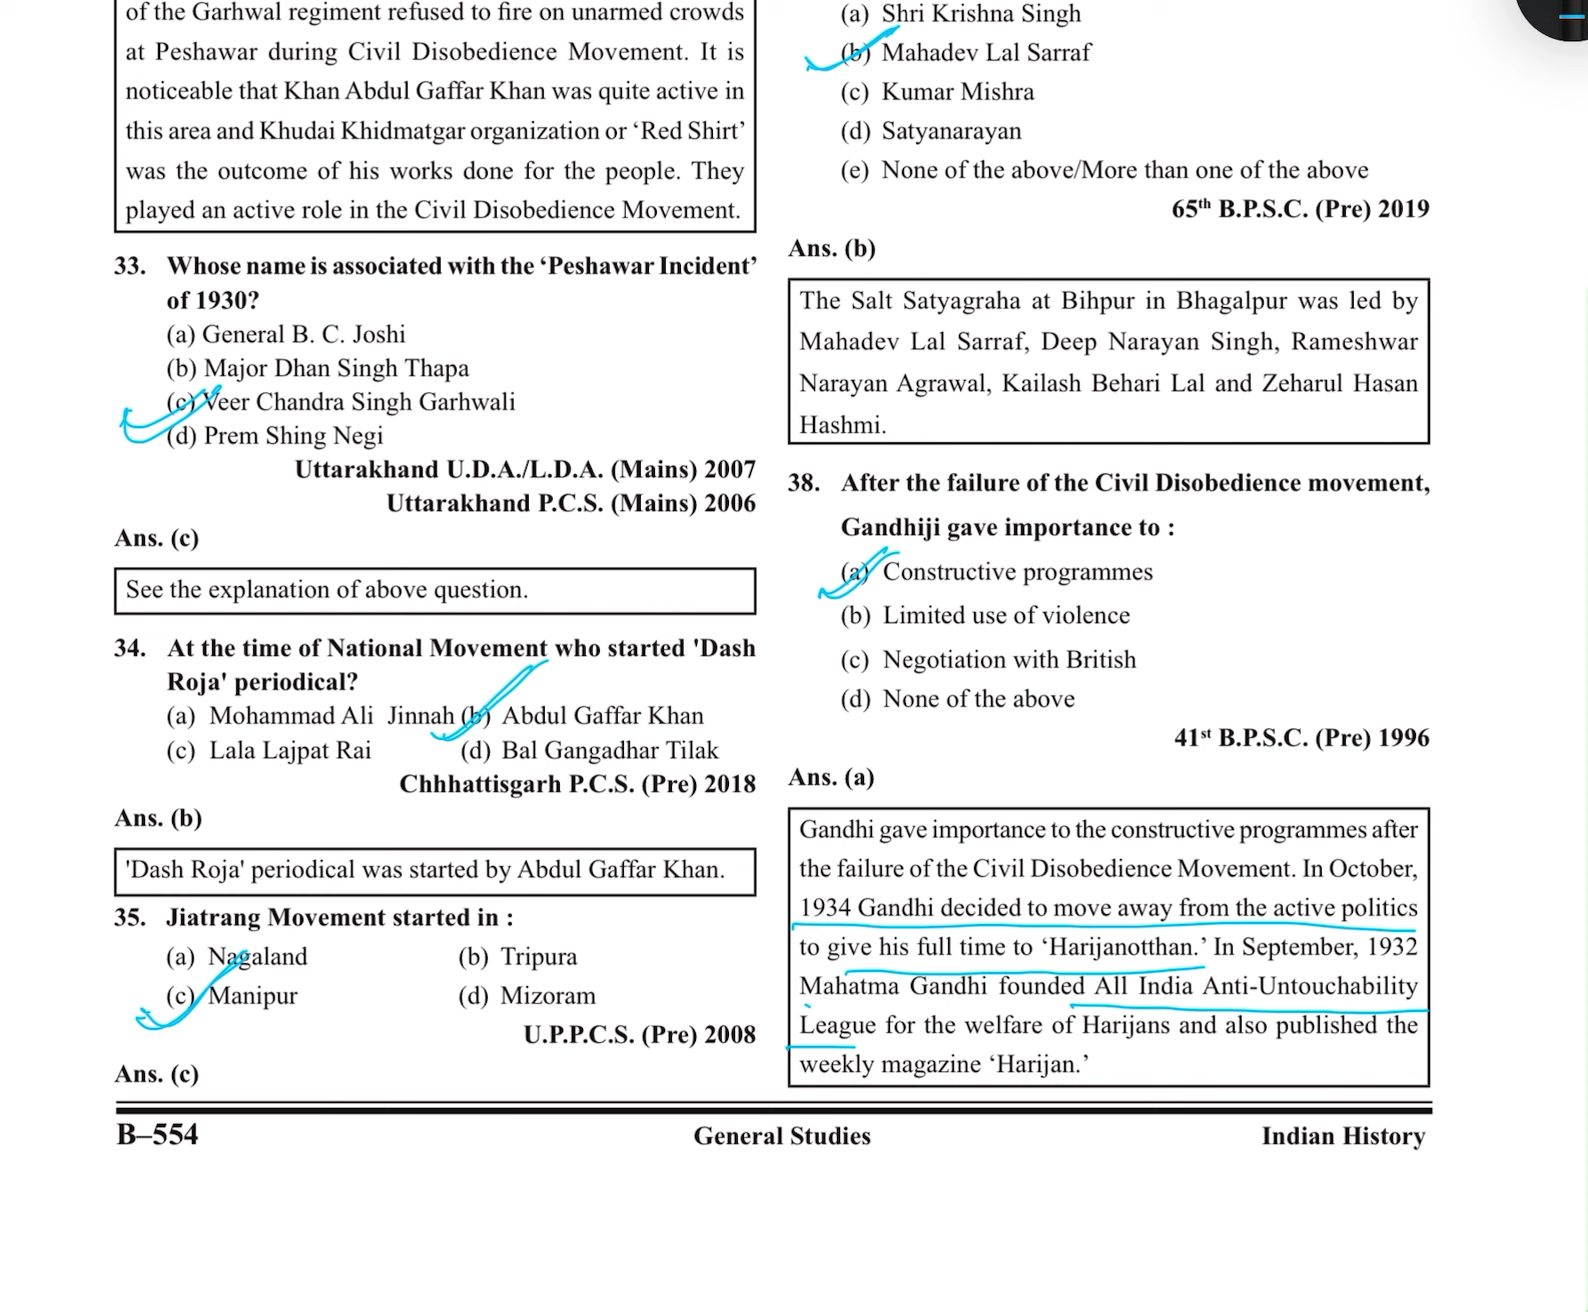 of the Garhwal regiment refused to fire on unarmed crowds
at Peshawar during Civil Disobedience Movement. It is
noticeable that Khan Abdul Gaffar Khan was quite active in
this area and Khudai Khidmatgar organization or ‘Red Shirt’
was the outcome of his works done for the people. They
played an active role in the Civil Disobedience Movement.
33. Whose name is associated with the ‘Peshawar Incident’
of 1930?
(a) General B. C. Joshi
(b) Major Dhan Singh Thapa
(c) Veer Chandra Singh Garhwali
(d) Prem Shing Negi
Uttarakhand U.D.A./L.D.A. (Mains) 2007
Uttarakhand P.C.S. (Mains) 2006
Ans. (c)
See the explanation of above question.
34. At the time of National Movement who started 'Dash
Roja' periodical?
(a) Mohammad Ali Jinnah (b) Abdul Gaffar Khan
(c) Lala Lajpat Rai (d) Bal Gangadhar Tilak
Chhhattisgarh P.C.S. (Pre) 2018
Ans. (b)
'Dash Roja' periodical was started by Abdul Gaffar Khan.
35. Jiatrang Movement started in :
(a) Nagaland (b) Tripura
(c) Manipur (d) Mizoram
U.P.P.C.S. (Pre) 2008
Ans. (c)
(a) Shri Krishna Singh
(b) Mahadev Lal Sarraf
(c) Kumar Mishra
(d) Satyanarayan
(e) None of the above/More than one of the above
65th B.P.S.C. (Pre) 2019
Ans. (b)
The Salt Satyagraha at Bihpur in Bhagalpur was led by
Mahadev Lal Sarraf, Deep Narayan Singh, Rameshwar
Narayan Agrawal, Kailash Behari Lal and Zeharul Hasan
Hashmi.
38. After the failure of the Civil Disobedience movement,
Gandhiji gave importance to :
(a) Constructive programmes
(b) Limited use of violence
(c) Negotiation with British
(d) None of the above
41st B.P.S.C. (Pre) 1996
Ans. (a)
Gandhi gave importance to the constructive programmes after
the failure of the Civil Disobedience Movement. In October,
1934 Gandhi decided to move away from the active politics
to give his full time to ‘Harijanotthan.’ In September, 1932
Mahatma Gandhi founded All India Anti-Untouchability
League for the welfare of Harijans and also published the
weekly magazine ‘Harijan.’
B–554 General Studies Indian History